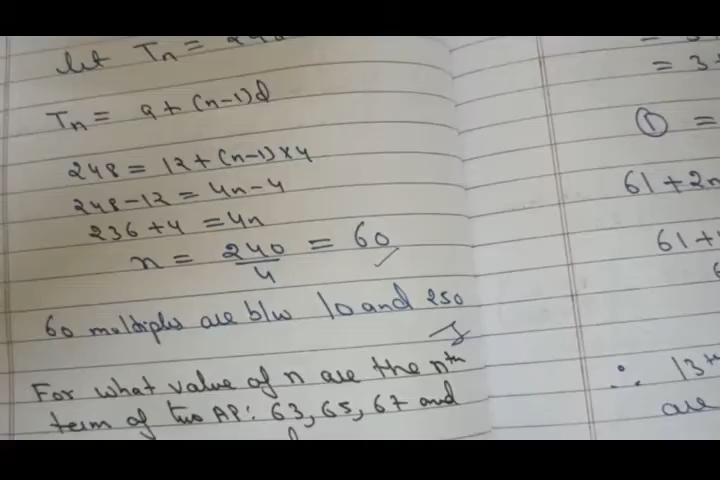 let Tn = 248
Tn = a + (n-1)d
248 = 12 + (n-1)×4
248-12 = 4n-4
236 + 4 = 4n
n = 240/4 = 60 ✓
60 multiples are b/w 10 and 250
For what value of n are the nth
term of two AP: 63, 65, 67 and
= 3
① =
61 + 2n
61 +
∴ 13th
are